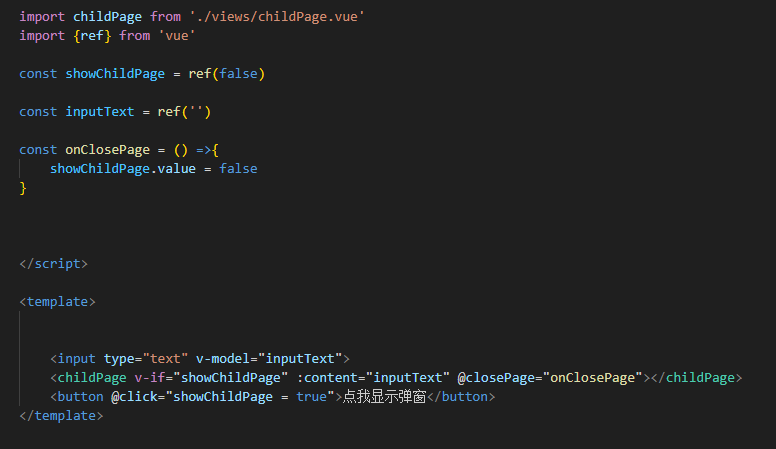 import childPage from './views/childPage.vue'
import {ref} from 'vue'
const showChildPage = ref(false)
const inputText = ref('')
const onClosePage = () =>{
showChildPage.value = false
}
</script>
<template>
<input type="text" v-model="inputText">
<childPage v-if="showChildPage" :content="inputText" @closePage="onClosePage"></childPage>
<button @click="showChildPage = true">点我显示弹窗</button>
</template>